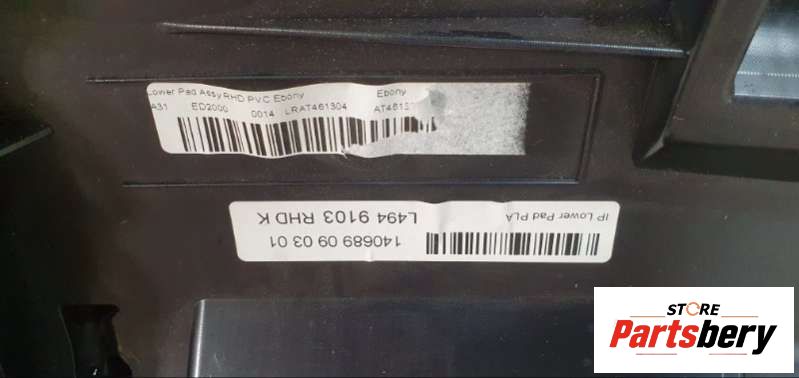 Lower Pad Assy RHD PVC Ebony Ebony
A31 ED2000 0014 LRAT461304
IP Lower Pad PLA
L494 9103 RHD K
140689 09 03 01
STORE
Partsbery